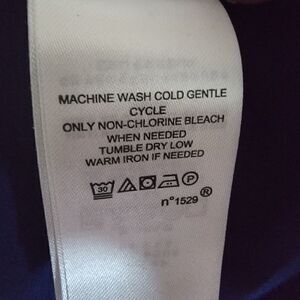 MACHINE WASH COLD GENTLE
CYCLE
ONLY NON-CHLORINE BLEACH
WHEN NEEDED
TUMBLE DRY LOW
WARM IRON IF NEEDED
30 P
n°1529®